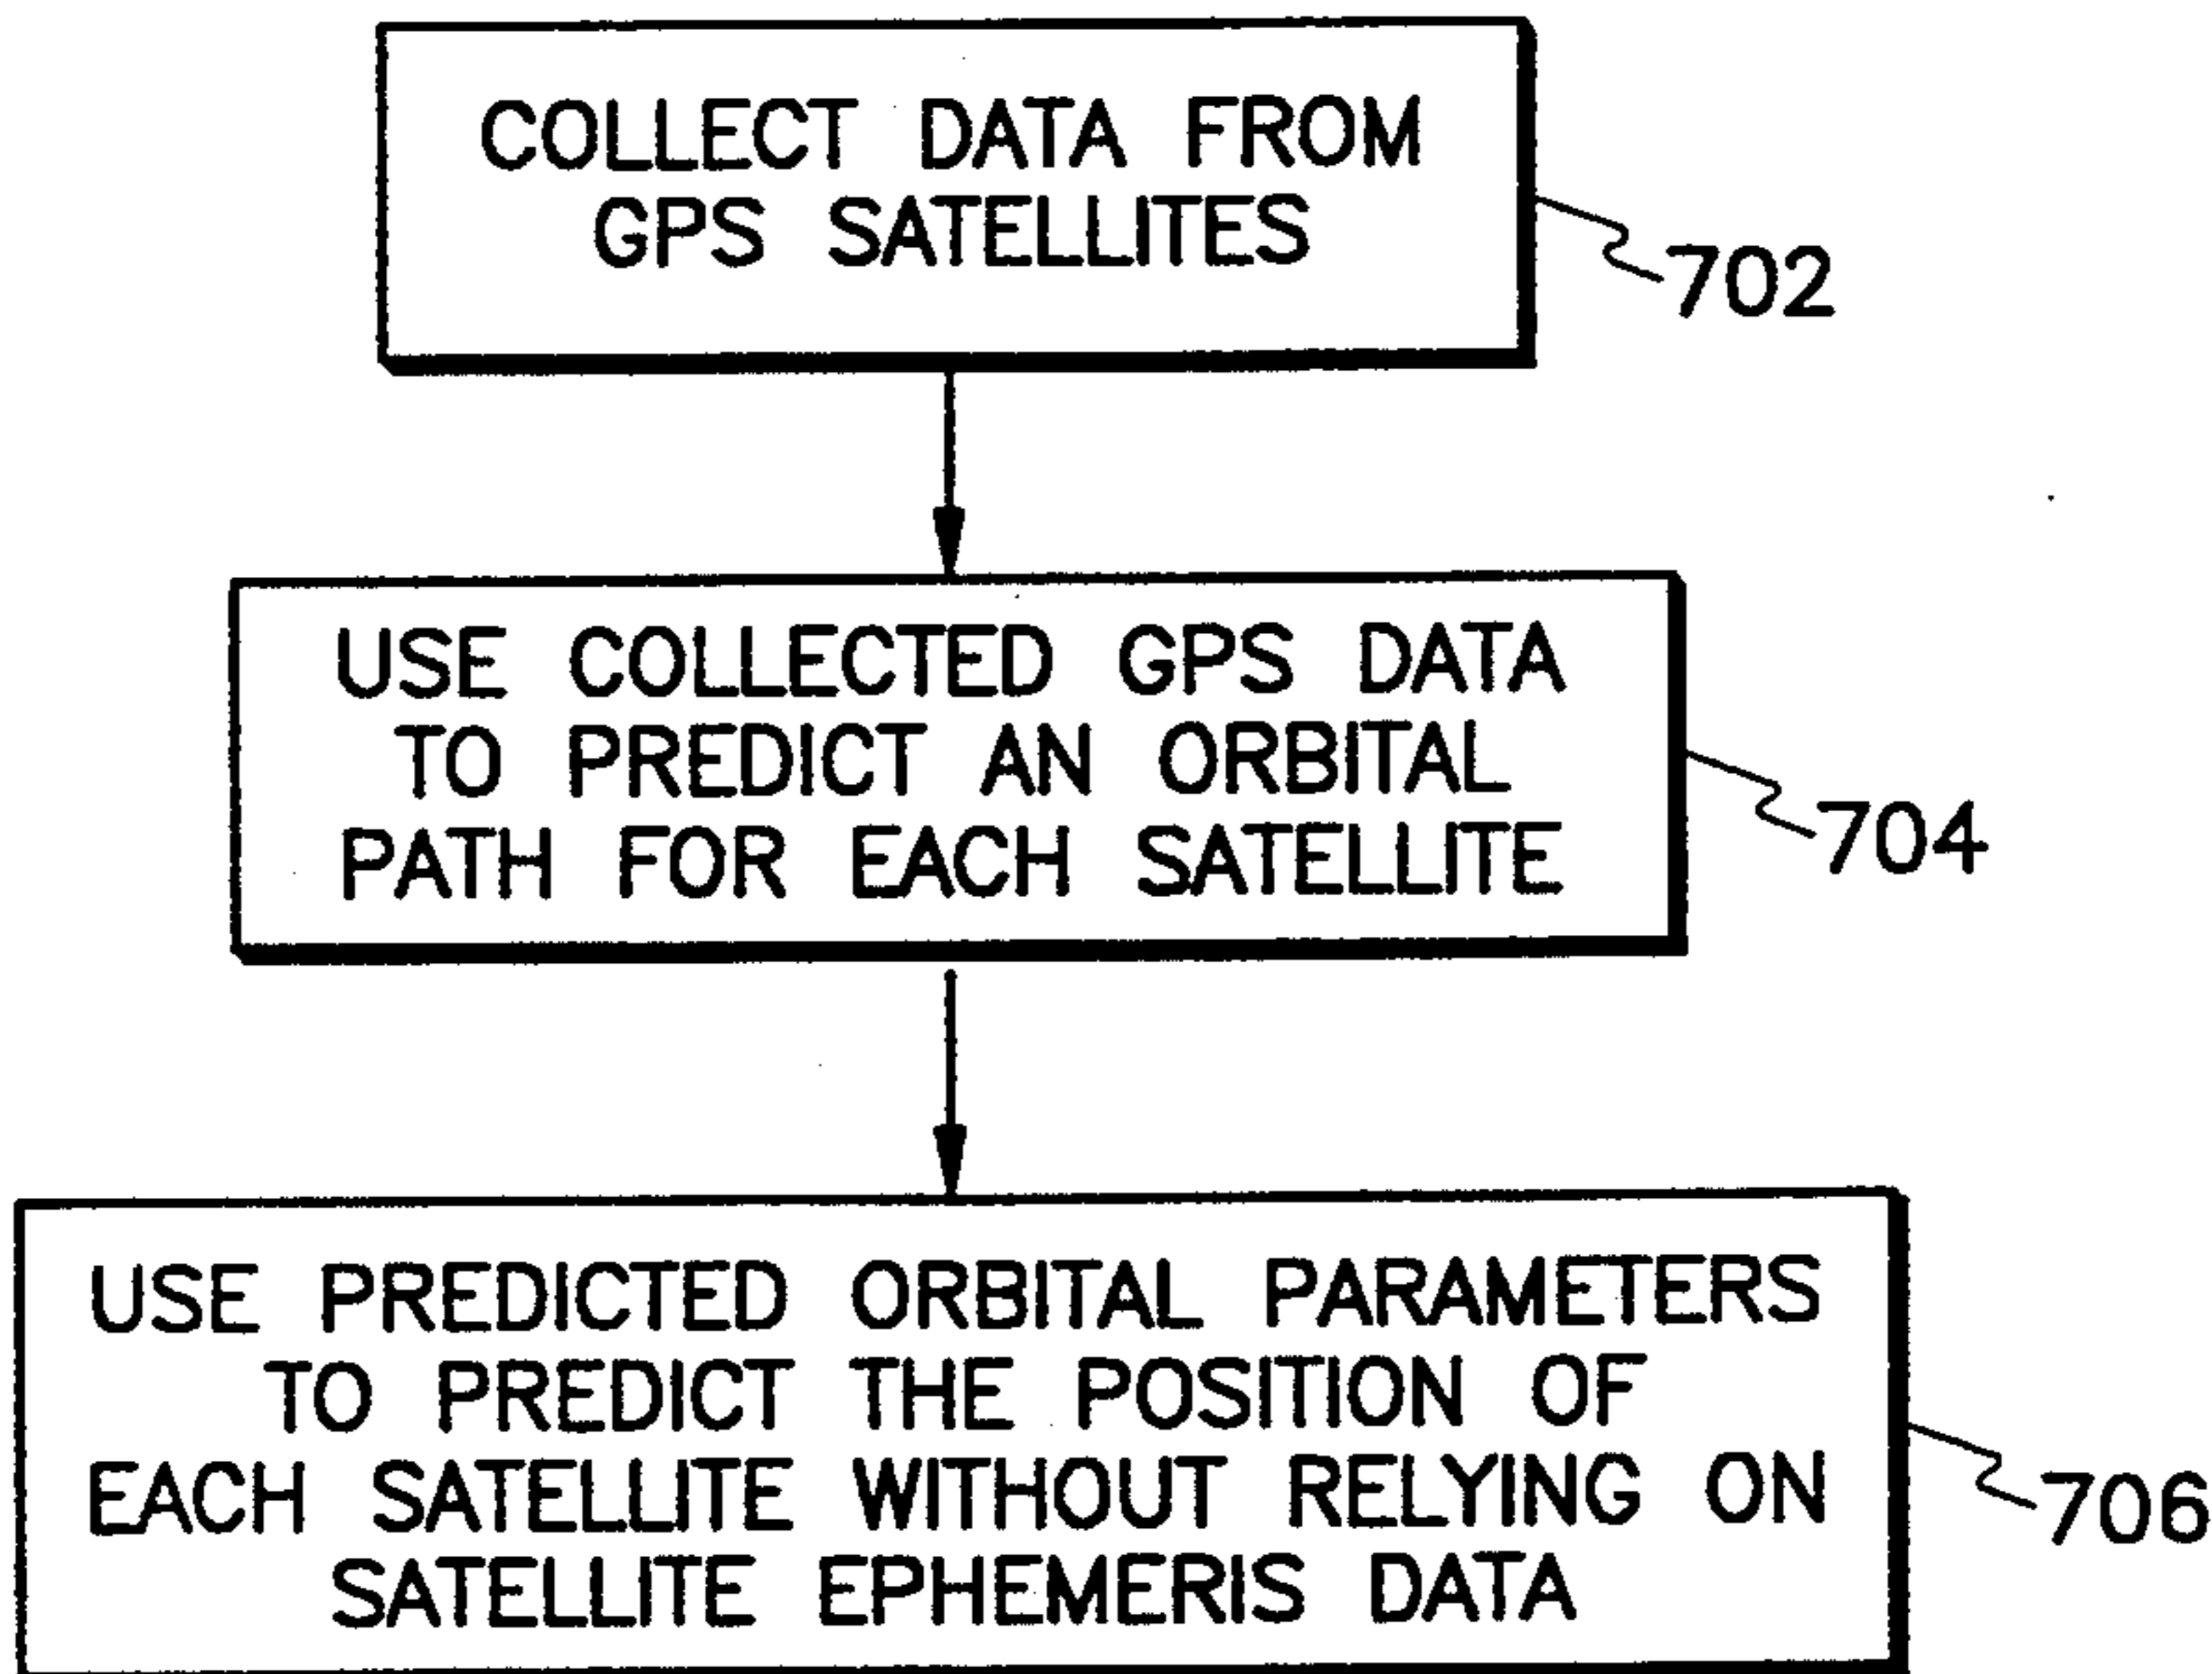 COLLECT DATA FROM
GPS SATELLITES
702
USE COLLECTED GPS DATA
TO PREDICT AN ORBITAL
PATH FOR EACH SATELLITE
704
USE PREDICTED ORBITAL PARAMETERS
TO PREDICT THE POSITION OF
EACH SATELLITE WITHOUT RELYING ON
SATELLITE EPHEMERIS DATA
706